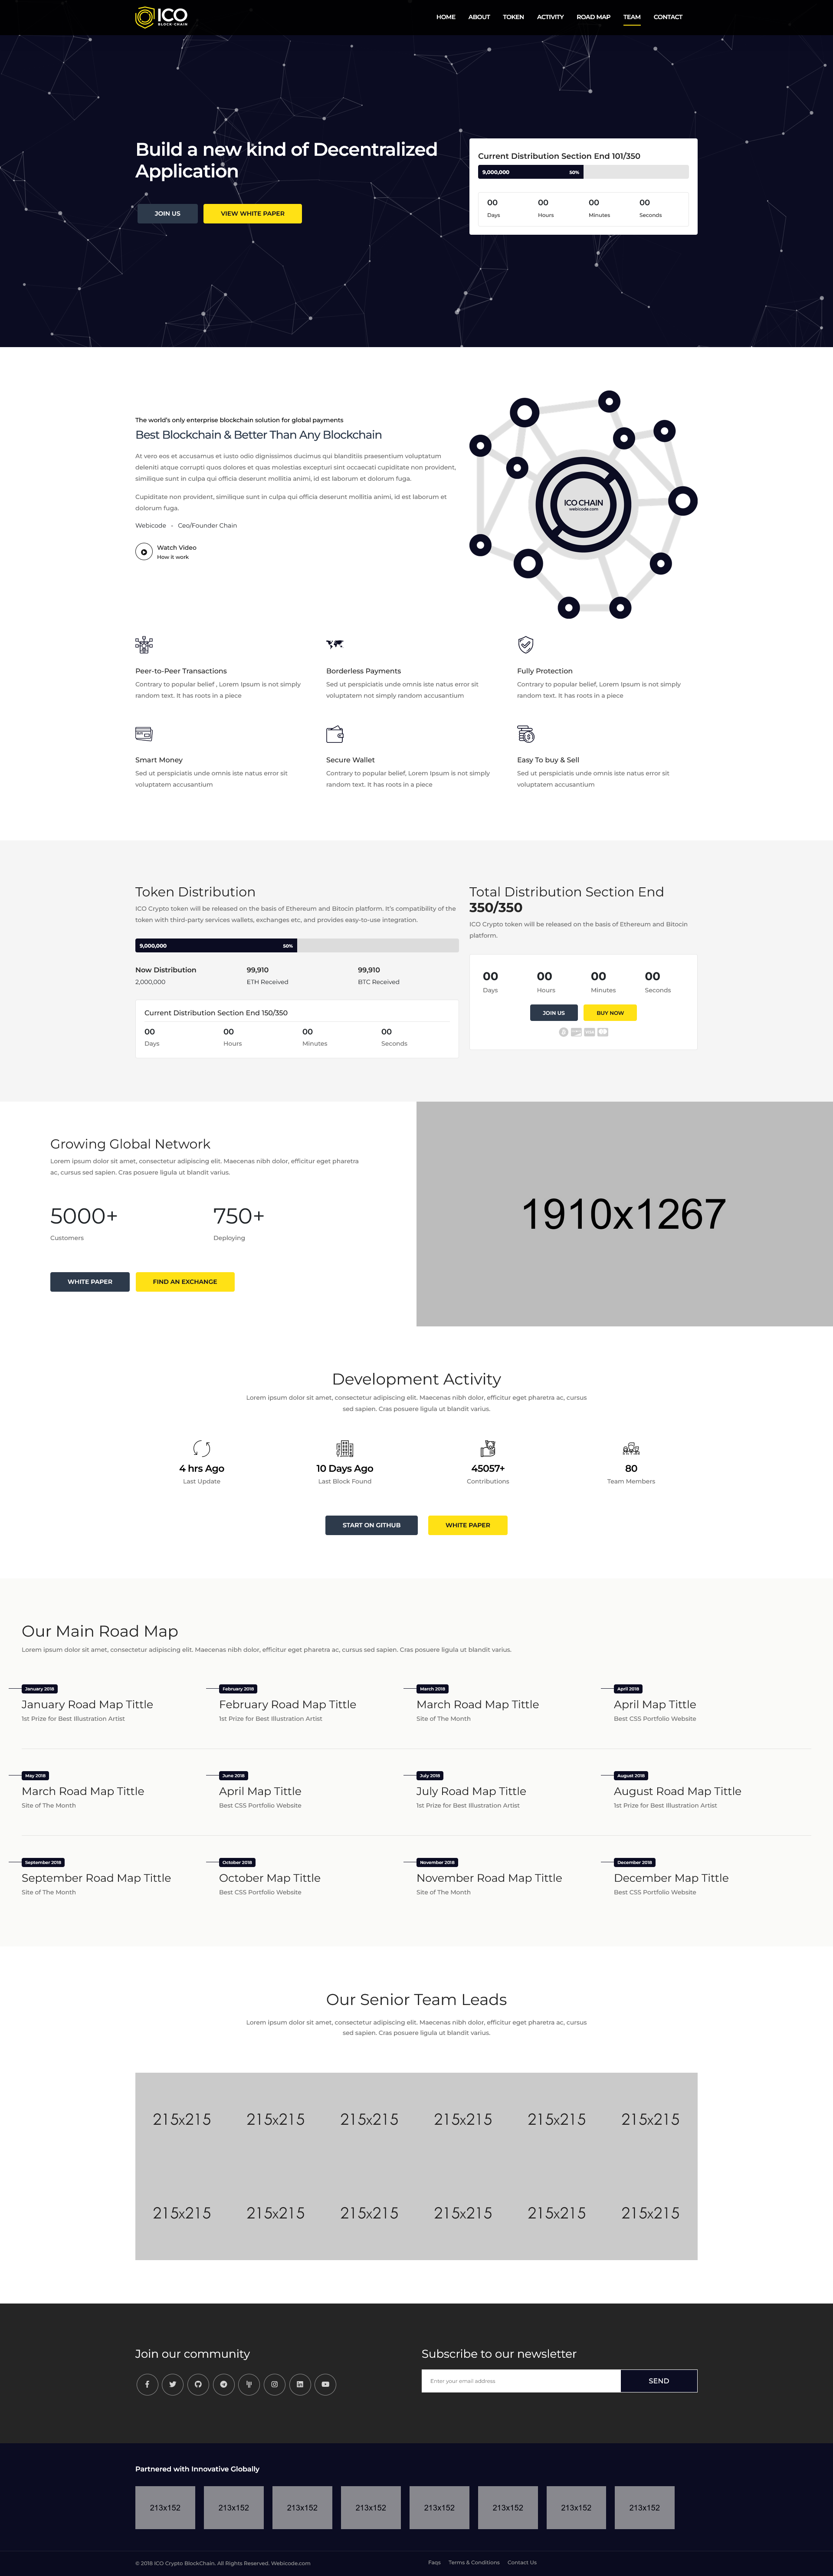 ICO
BLOCK CHAIN
HOME ABOUT TOKEN ACTIVITY ROAD MAP TEAM CONTACT
Build a new kind of Decentralized
Application
JOIN US VIEW WHITE PAPER
Current Distribution Section End 101/350
9,000,000 50%
00 00 00 00
Days Hours Minutes Seconds
The world's only enterprise blockchain solution for global payments
Best Blockchain & Better Than Any Blockchain
At vero eos et accusamus et iusto odio dignissimos ducimus qui blanditiis praesentium voluptatum
deleniti atque corrupti quos dolores et quas molestias excepturi sint occaecati cupiditate non provident,
similique sunt in culpa qui officia deserunt mollitia animi, id est laborum et dolorum fuga.
Cupiditate non provident, similique sunt in culpa qui officia deserunt mollitia animi, id est laborum et
dolorum fuga.
Webicode - Ceo/Founder Chain
Watch Video
How it work
ICO CHAIN
webicode.com
Peer-to-Peer Transactions
Contrary to popular belief , Lorem Ipsum is not simply
random text. It has roots in a piece
Borderless Payments
Sed ut perspiciatis unde omnis iste natus error sit
voluptatem not simply random accusantium
Fully Protection
Contrary to popular belief, Lorem Ipsum is not simply
random text. It has roots in a piece
Smart Money
Sed ut perspiciatis unde omnis iste natus error sit
voluptatem accusantium
Secure Wallet
Contrary to popular belief, Lorem Ipsum is not simply
random text. It has roots in a piece
Easy To buy & Sell
Sed ut perspiciatis unde omnis iste natus error sit
voluptatem accusantium
Token Distribution
ICO Crypto token will be released on the basis of Ethereum and Bitocin platform. It's compatibility of the
token with third-party services wallets, exchanges etc, and provides easy-to-use integration.
9,000,000 50%
Now Distribution 99,910 99,910
2,000,000 ETH Received BTC Received
Current Distribution Section End 150/350
00 00 00 00
Days Hours Minutes Seconds
Total Distribution Section End
350/350
ICO Crypto token will be released on the basis of Ethereum and Bitocin
platform.
00 00 00 00
Days Hours Minutes Seconds
JOIN US BUY NOW
Growing Global Network
Lorem ipsum dolor sit amet, consectetur adipiscing elit. Maecenas nibh dolor, efficitur eget pharetra
ac, cursus sed sapien. Cras posuere ligula ut blandit varius.
5000+ 750+
Customers Deploying
WHITE PAPER FIND AN EXCHANGE
1910x1267
Development Activity
Lorem ipsum dolor sit amet, consectetur adipiscing elit. Maecenas nibh dolor, efficitur eget pharetra ac, cursus
sed sapien. Cras posuere ligula ut blandit varius.
4 hrs Ago 10 Days Ago 45057+ 80
Last Update Last Block Found Contributions Team Members
START ON GITHUB WHITE PAPER
Our Main Road Map
Lorem ipsum dolor sit amet, consectetur adipiscing elit. Maecenas nibh dolor, efficitur eget pharetra ac, cursus sed sapien. Cras posuere ligula ut blandit varius.
January 2018 February 2018 March 2018 April 2018
January Road Map Tittle February Road Map Tittle March Road Map Tittle April Map Tittle
1st Prize for Best Illustration Artist 1st Prize for Best Illustration Artist Site of The Month Best CSS Portfolio Website
May 2018 June 2018 July 2018 August 2018
March Road Map Tittle April Map Tittle July Road Map Tittle August Road Map Tittle
Site of The Month Best CSS Portfolio Website 1st Prize for Best Illustration Artist 1st Prize for Best Illustration Artist
September 2018 October 2018 November 2018 December 2018
September Road Map Tittle October Map Tittle November Road Map Tittle December Map Tittle
Site of The Month Best CSS Portfolio Website Site of The Month Best CSS Portfolio Website
Our Senior Team Leads
Lorem ipsum dolor sit amet, consectetur adipiscing elit. Maecenas nibh dolor, efficitur eget pharetra ac, cursus
sed sapien. Cras posuere ligula ut blandit varius.
215x215 215x215 215x215 215x215 215x215 215x215
215x215 215x215 215x215 215x215 215x215 215x215
Join our community
Subscribe to our newsletter
Enter your email address SEND
Partnered with Innovative Globally
213x152 213x152 213x152 213x152 213x152 213x152 213x152 213x152
© 2018 ICO Crypto BlockChain. All Rights Reserved. Webicode.com
Faqs Terms & Conditions Contact Us